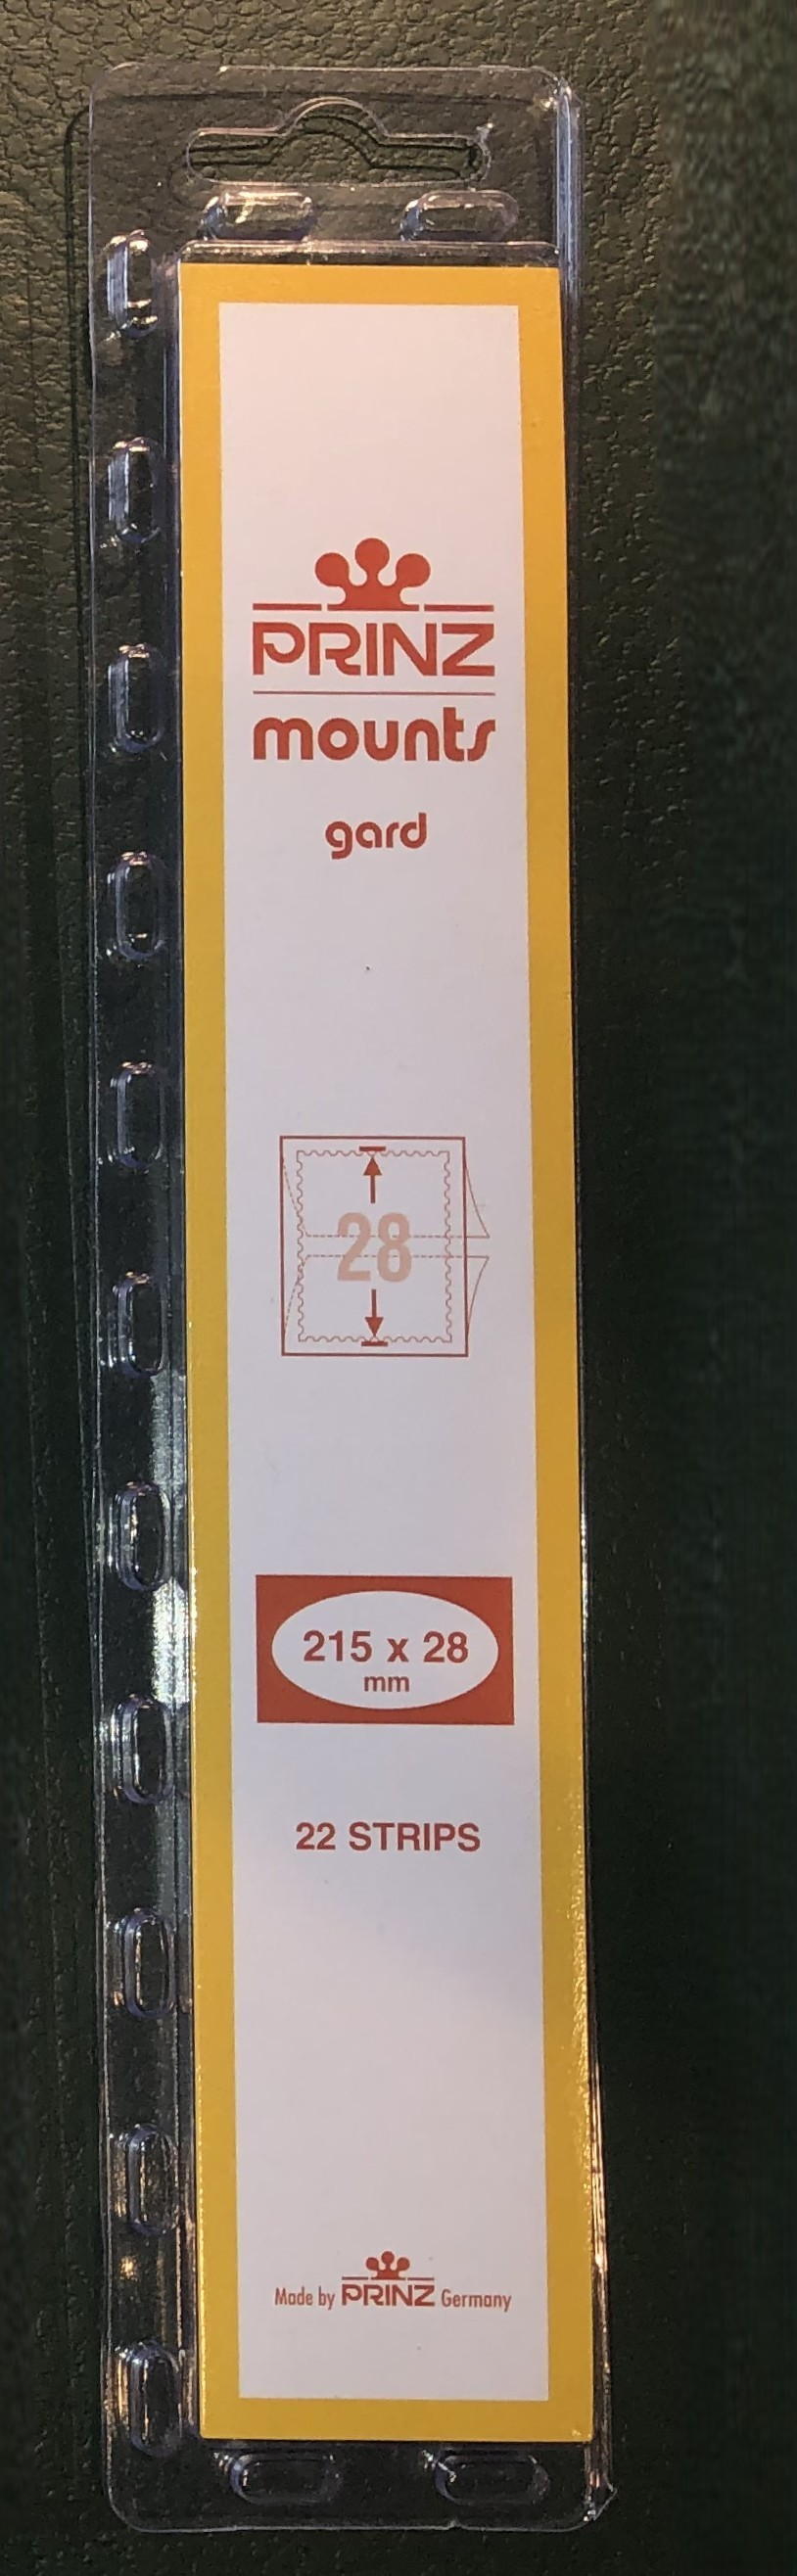 PRINZ
mounts
gard
28
215 x 28
mm
22 STRIPS
Made by PRINZ Germany